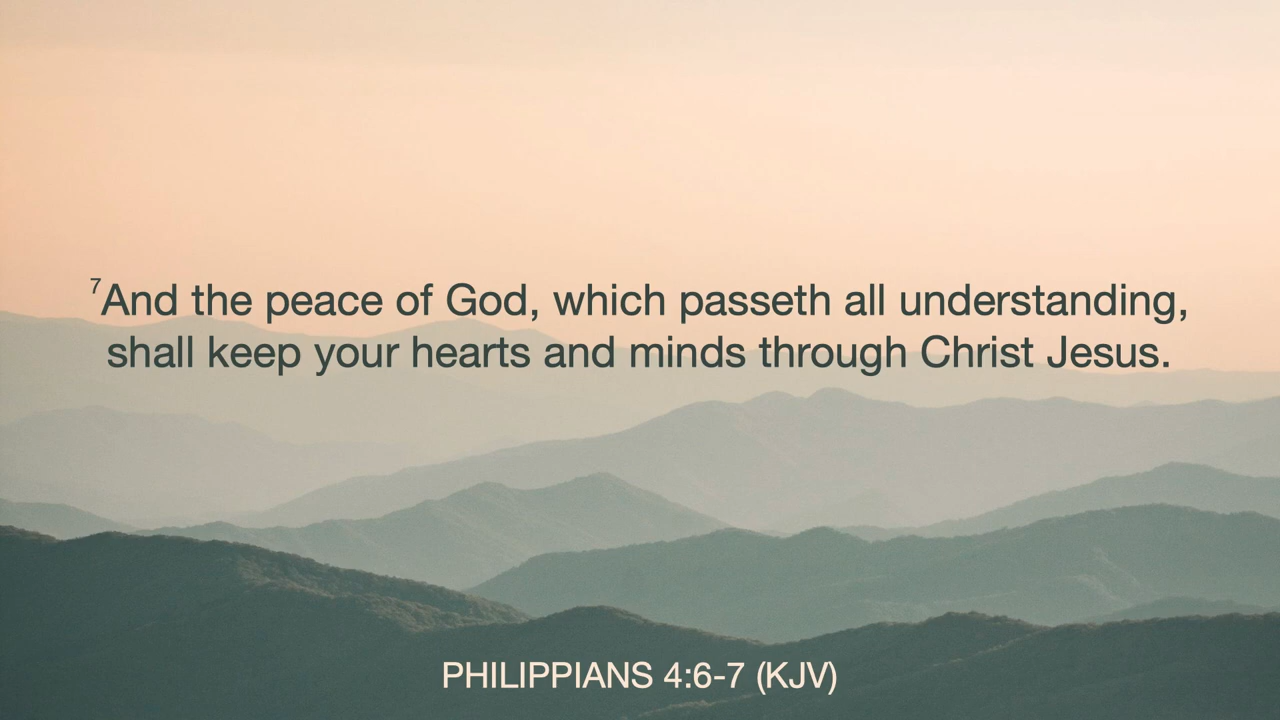 ⁷And the peace of God, which passeth all understanding,
shall keep your hearts and minds through Christ Jesus.
PHILIPPIANS 4:6-7 (KJV)